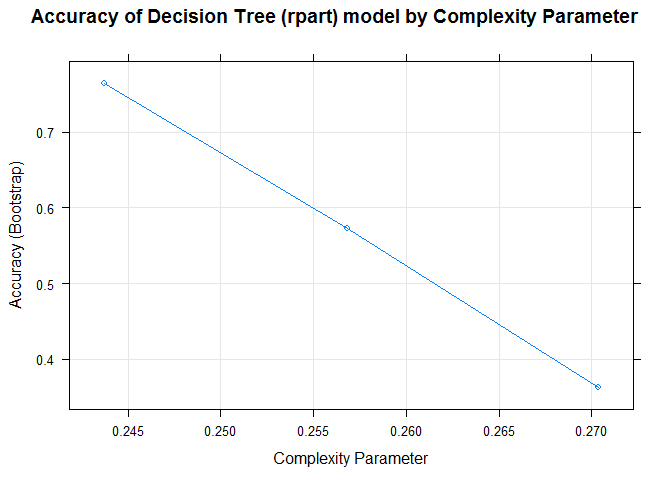 Accuracy of Decision Tree (rpart) model by Complexity Parameter
Accuracy (Bootstrap)
0.7
0.6
0.5
0.4
0.245 0.250 0.255 0.260 0.265 0.270
Complexity Parameter